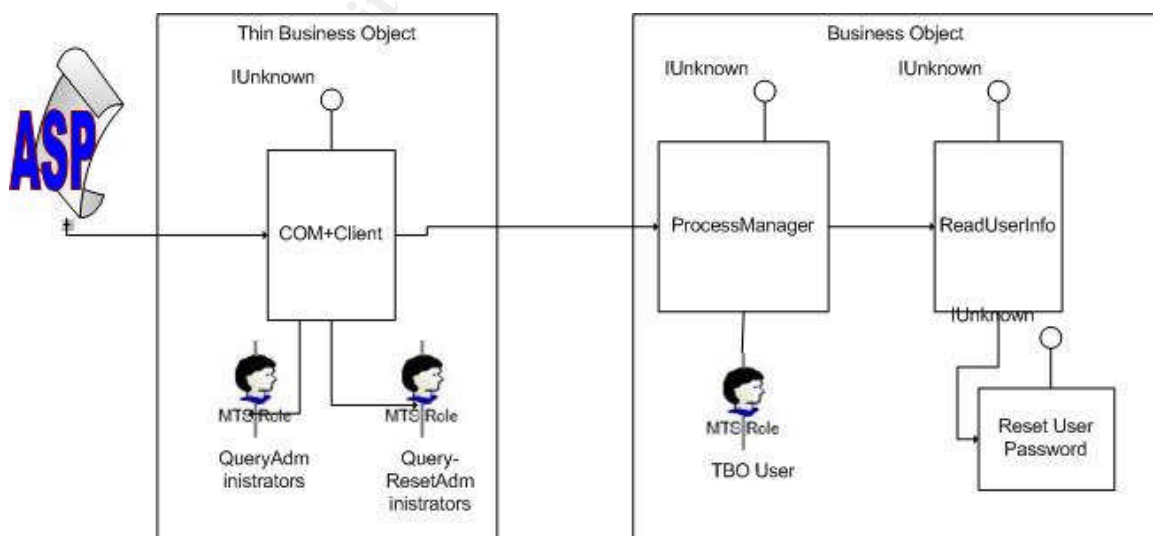 Thin Business Object
Business Object
IUnknown
IUnknown
IUnknown
ASP
COM+Client
ProcessManager
ReadUserInfo
IUnknown
MTS Role
MTS Role
MTS Role
Reset User
Password
QueryAdm
inistrators
Query-
ResetAdm
inistrators
TBO User